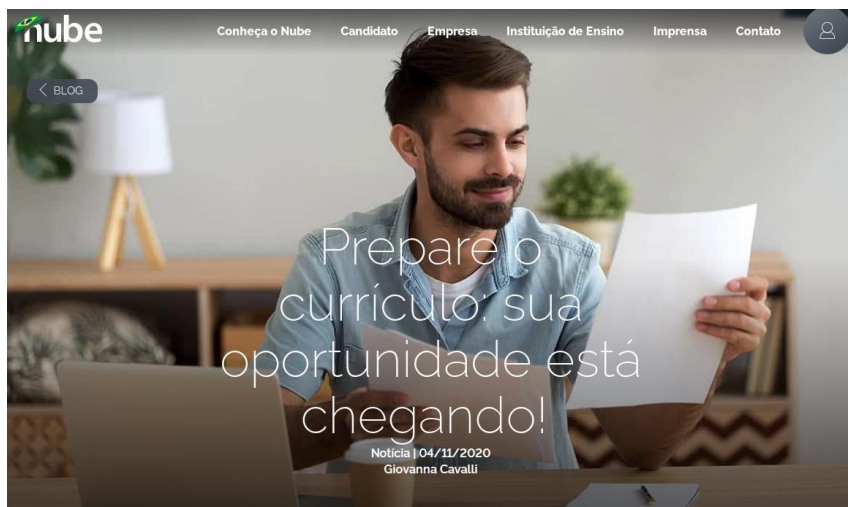 nube
Conheça o Nube Candidato Empresa Instituição de Ensino Imprensa Contato
BLOG
Prepare o
currículo: sua
oportunidade está
chegando!
Notícia | 04/11/2020
Giovanna Cavalli